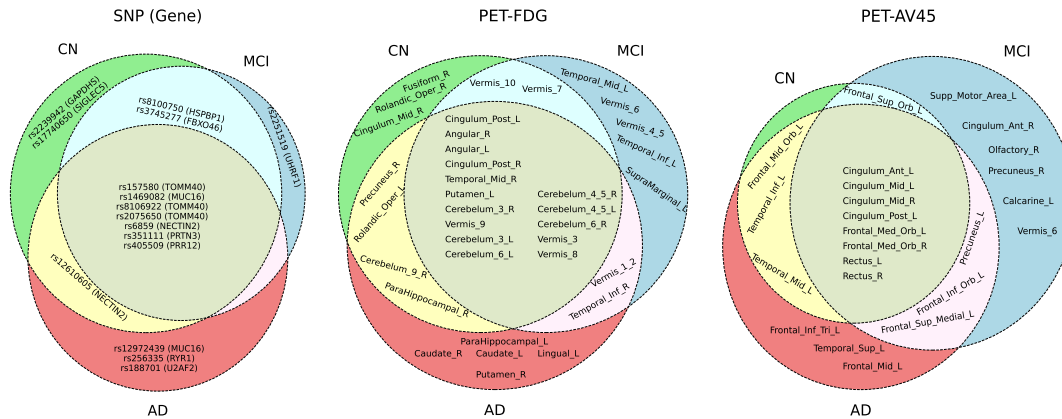 SNP (Gene)
CN
MCI
rs2239942 (GAPDHS)
rs17740650 (SIGLEC5)
rs8100750 (HSPBP1)
rs3745277 (FBXO46)
rs2251519 (UHRF1)
rs157580 (TOMM40)
rs1469082 (MUC16)
rs8106922 (TOMM40)
rs2075650 (TOMM40)
rs6859 (NECTIN2)
rs351111 (PRTN3)
rs405509 (PRR12)
rs12610605 (NECTIN2)
rs12972439 (MUC16)
rs256335 (RYR1)
rs188701 (U2AF2)
AD
PET-FDG
CN
MCI
Fusiform_R
Rolandic_Oper_R
Cingulum_Mid_R
Vermis_10
Vermis_7
Temporal_Mid_L
Vermis_6
Vermis_4_5
Temporal_Inf_L
SupraMarginal_L
Precuneus_R
Rolandic_Oper_L
Cerebelum_9_R
ParaHippocampal_R
Cingulum_Post_L
Angular_R
Angular_L
Cingulum_Post_R
Temporal_Mid_R
Putamen_L
Cerebelum_3_R
Vermis_9
Cerebelum_3_L
Cerebelum_6_L
Cerebelum_4_5_R
Cerebelum_4_5_L
Cerebelum_6_R
Vermis_3
Vermis_8
Vermis_1_2
Temporal_Inf_R
ParaHippocampal_L
Caudate_R Caudate_L Lingual_L
Putamen_R
AD
PET-AV45
CN
MCI
Frontal_Sup_Orb_L
Supp_Motor_Area_L
Cingulum_Ant_R
Olfactory_R
Precuneus_R
Calcarine_L
Vermis_6
Frontal_Mid_Orb_L
Temporal_Inf_L
Temporal_Mid_L
Cingulum_Ant_L
Cingulum_Mid_L
Cingulum_Mid_R
Cingulum_Post_L
Frontal_Med_Orb_L
Frontal_Med_Orb_R
Rectus_L
Rectus_R
Precuneus_L
Frontal_Inf_Orb_L
Frontal_Sup_Medial_L
Frontal_Inf_Tri_L
Temporal_Sup_L
Frontal_Mid_L
AD